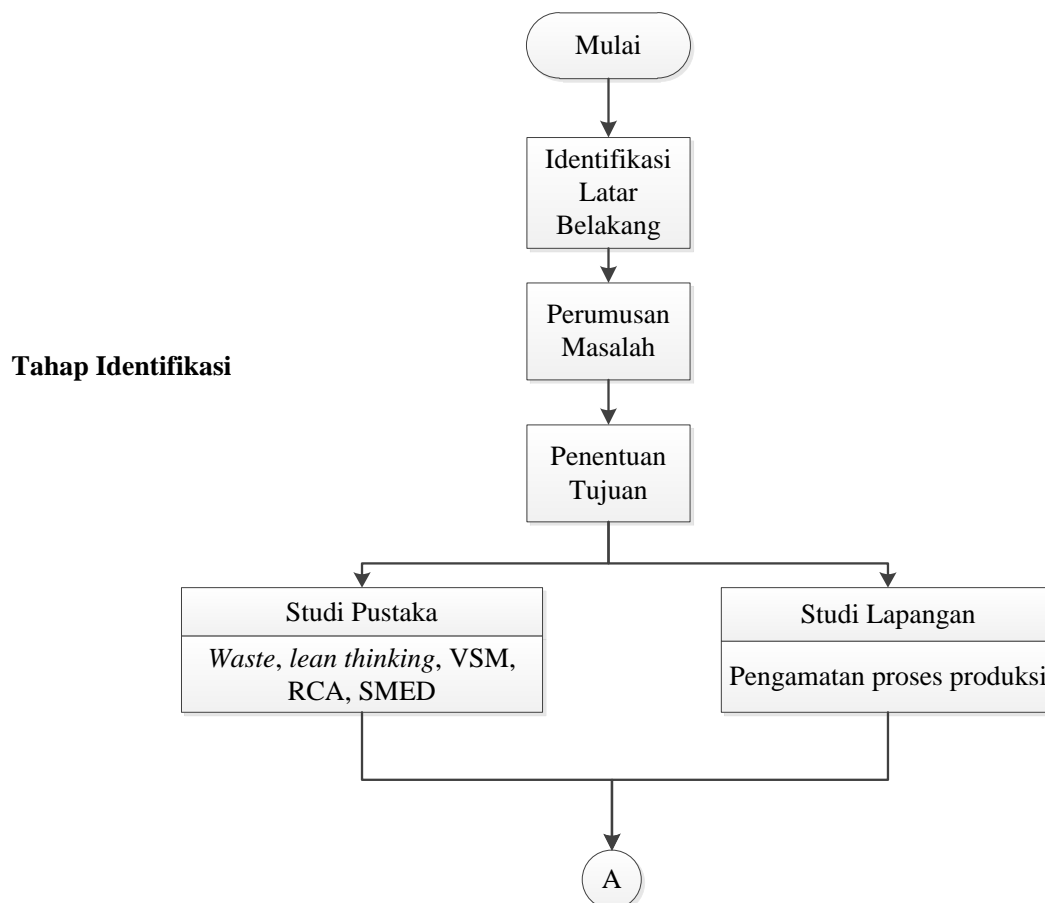 Mulai
Identifikasi
Latar
Belakang
Perumusan
Masalah
Tahap Identifikasi
Penentuan
Tujuan
Studi Pustaka
Waste, lean thinking, VSM,
RCA, SMED
Studi Lapangan
Pengamatan proses produksi
A